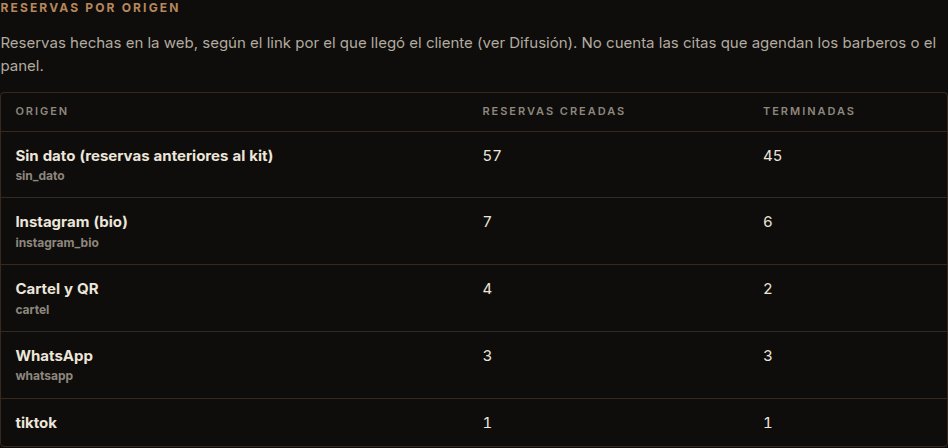 RESERVAS POR ORIGEN
Reservas hechas en la web, según el link por el que llegó el cliente (ver Difusión). No cuenta las citas que agendan los barberos o el
panel.
ORIGEN RESERVAS CREADAS TERMINADAS
Sin dato (reservas anteriores al kit) 57 45
sin_dato
Instagram (bio) 7 6
instagram_bio
Cartel y QR 4 2
cartel
WhatsApp 3 3
whatsapp
tiktok 1 1